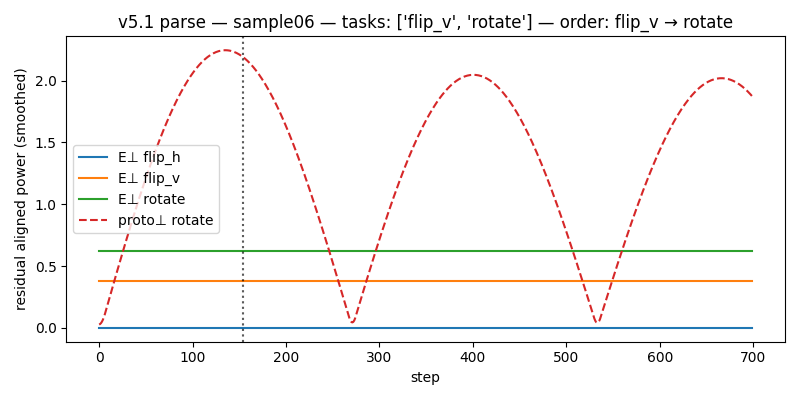 v5.1 parse — sample06 — tasks: ['flip_v', 'rotate'] — order: flip_v → rotate
residual aligned power (smoothed)
2.0
1.5
1.0
0.5
0.0
E⊥ flip_h
E⊥ flip_v
E⊥ rotate
proto⊥ rotate
0 100 200 300 400 500 600 700
step